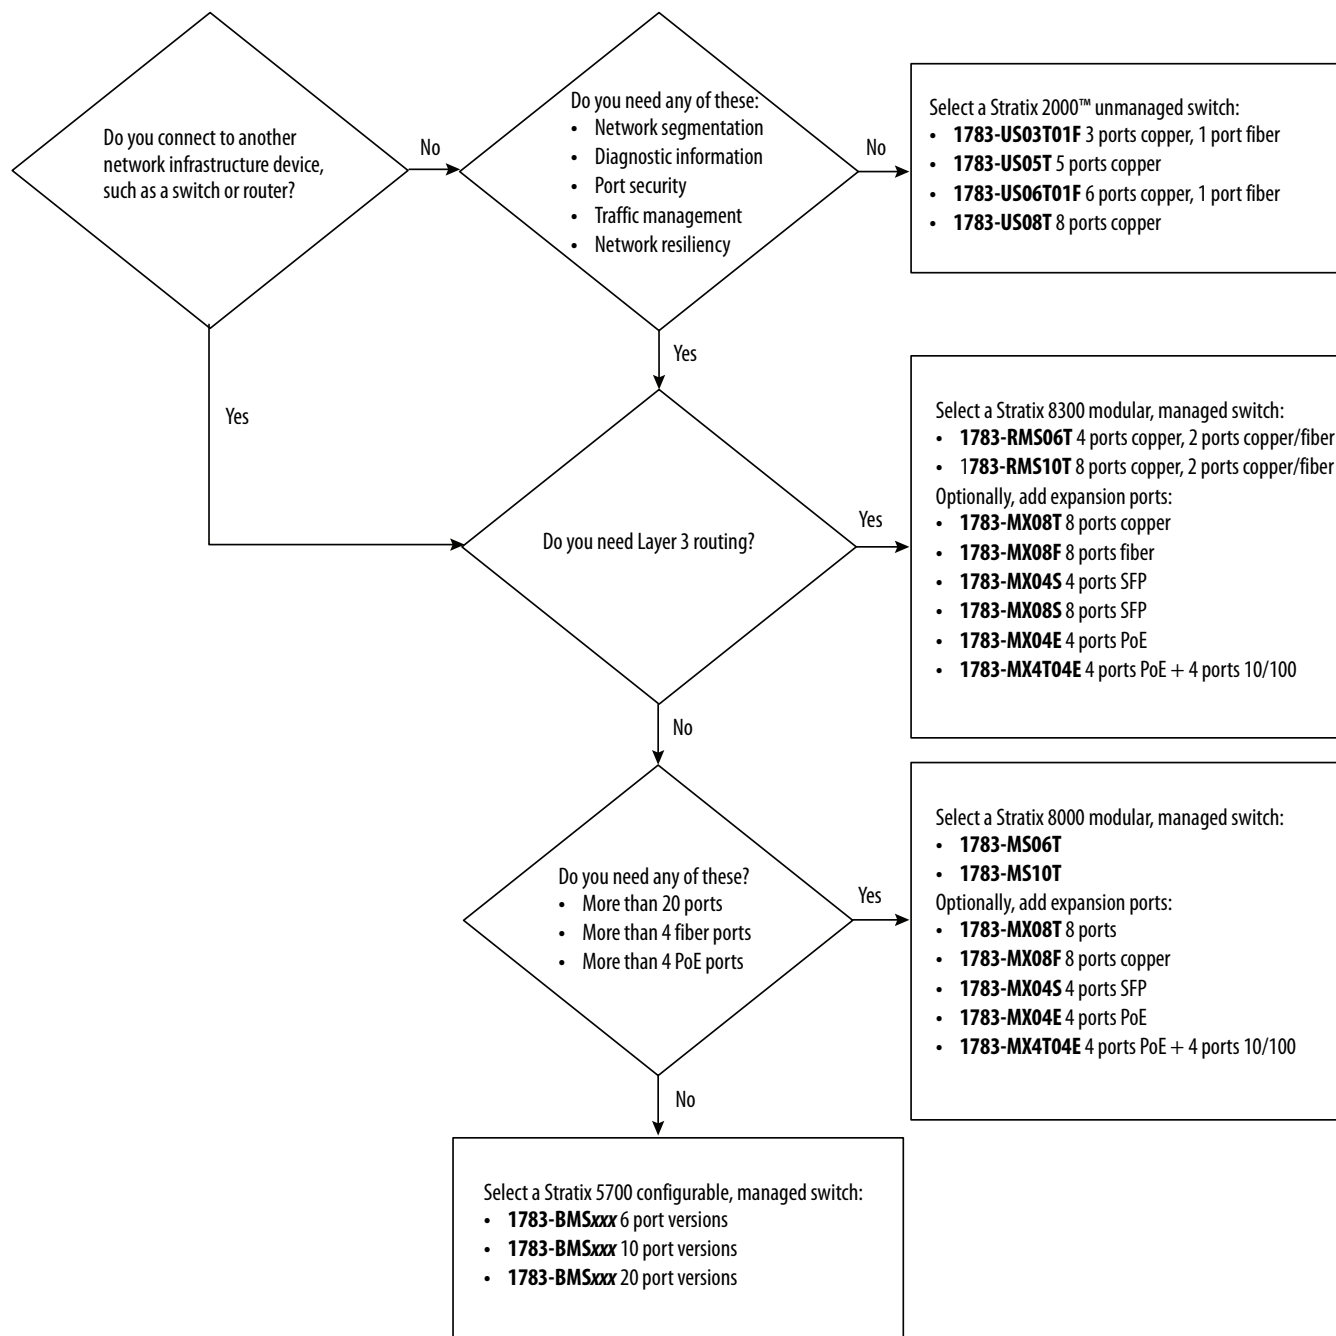 Do you connect to another
network infrastructure device,
such as a switch or router?
No
Do you need any of these:
• Network segmentation
• Diagnostic information
• Port security
• Traffic management
• Network resiliency
No
Select a Stratix 2000™ unmanaged switch:
• 1783-US03T01F 3 ports copper, 1 port fiber
• 1783-US05T 5 ports copper
• 1783-US06T01F 6 ports copper, 1 port fiber
• 1783-US08T 8 ports copper
Yes
Yes
Do you need Layer 3 routing?
Yes
Select a Stratix 8300 modular, managed switch:
• 1783-RMS06T 4 ports copper, 2 ports copper/fiber
• 1783-RMS10T 8 ports copper, 2 ports copper/fiber
Optionally, add expansion ports:
• 1783-MX08T 8 ports copper
• 1783-MX08F 8 ports fiber
• 1783-MX04S 4 ports SFP
• 1783-MX08S 8 ports SFP
• 1783-MX04E 4 ports PoE
• 1783-MX4T04E 4 ports PoE + 4 ports 10/100
No
Do you need any of these?
• More than 20 ports
• More than 4 fiber ports
• More than 4 PoE ports
Yes
Select a Stratix 8000 modular, managed switch:
• 1783-MS06T
• 1783-MS10T
Optionally, add expansion ports:
• 1783-MX08T 8 ports
• 1783-MX08F 8 ports copper
• 1783-MX04S 4 ports SFP
• 1783-MX04E 4 ports PoE
• 1783-MX4T04E 4 ports PoE + 4 ports 10/100
No
Select a Stratix 5700 configurable, managed switch:
• 1783-BMSxxx 6 port versions
• 1783-BMSxxx 10 port versions
• 1783-BMSxxx 20 port versions